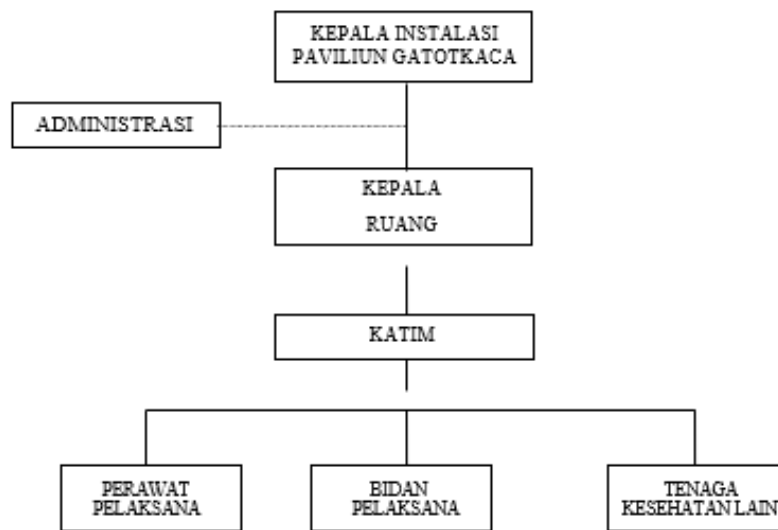 KEPALA INSTALASI
PAVILIUN GATOTKACA
ADMINISTRASI
KEPALA
RUANG
KATIM
PERAWAT
PELAKSANA
BIDAN
PELAKSANA
TENAGA
KESEHATAN LAIN